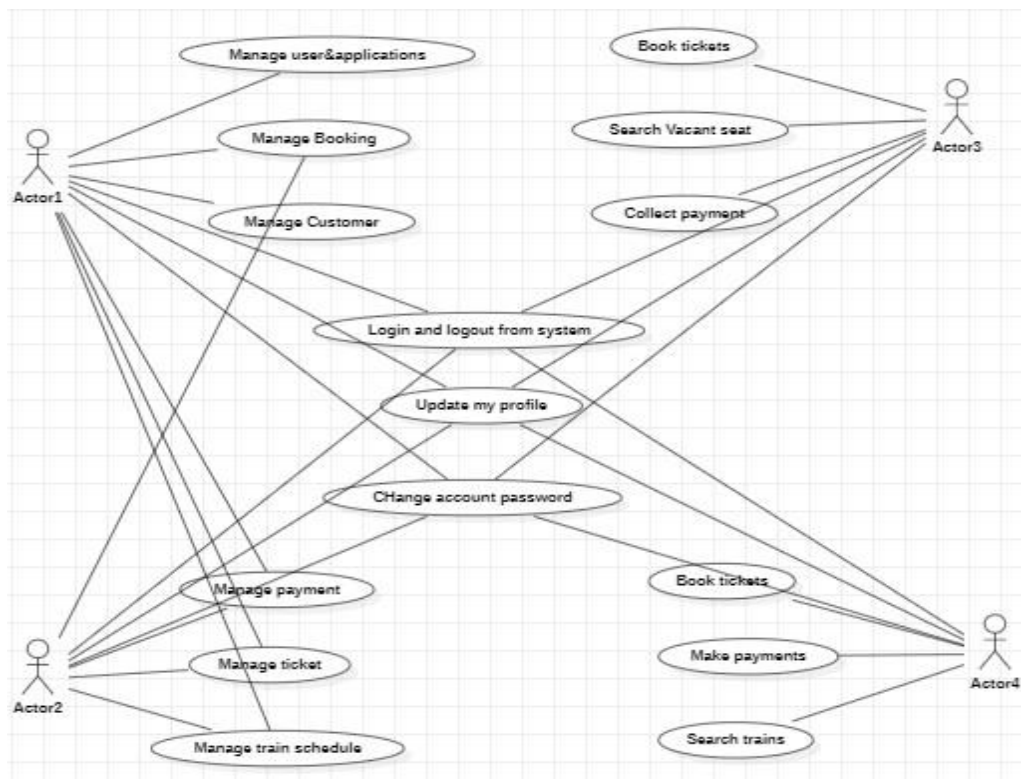 Manage user&applications
Book tickets
Manage Booking
Search Vacant seat
Actor3
Actor1
Manage Customer
Collect payment
Login and logout from system
Update my profile
CHange account password
Manage payment
Book tickets
Manage ticket
Make payments
Actor4
Actor2
Manage train schedule
Search trains